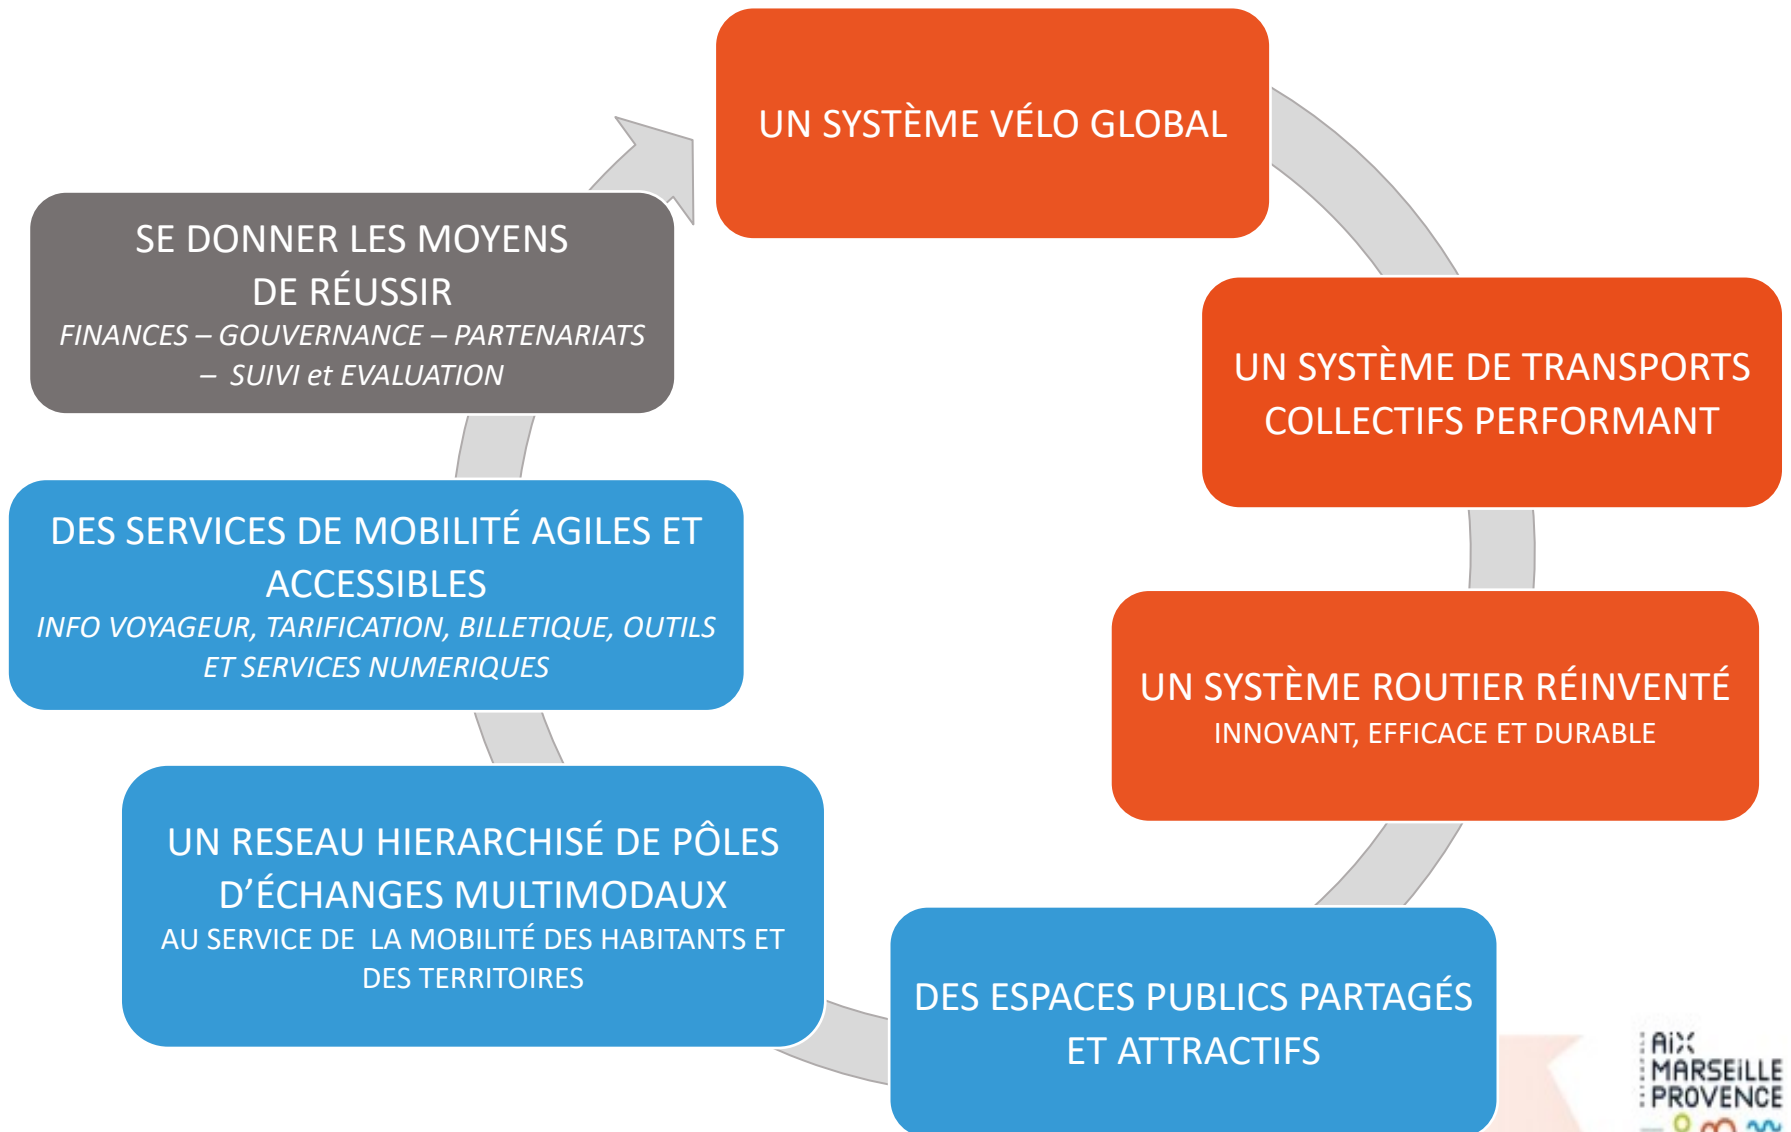 UN SYSTÈME VÉLO GLOBAL
UN SYSTÈME DE TRANSPORTS
COLLECTIFS PERFORMANT
UN SYSTÈME ROUTIER RÉINVENTÉ
INNOVANT, EFFICACE ET DURABLE
DES ESPACES PUBLICS PARTAGÉS
ET ATTRACTIFS
UN RESEAU HIERARCHISÉ DE PÔLES
D’ÉCHANGES MULTIMODAUX
AU SERVICE DE  LA MOBILITÉ DES HABITANTS ET
DES TERRITOIRES
DES SERVICES DE MOBILITÉ AGILES ET
ACCESSIBLES
INFO VOYAGEUR, TARIFICATION, BILLETIQUE, OUTILS
ET SERVICES NUMERIQUES
SE DONNER LES MOYENS
DE RÉUSSIR
FINANCES – GOUVERNANCE – PARTENARIATS
–  SUIVI et EVALUATION
AiX
MARSEiLLE
PROVENCE